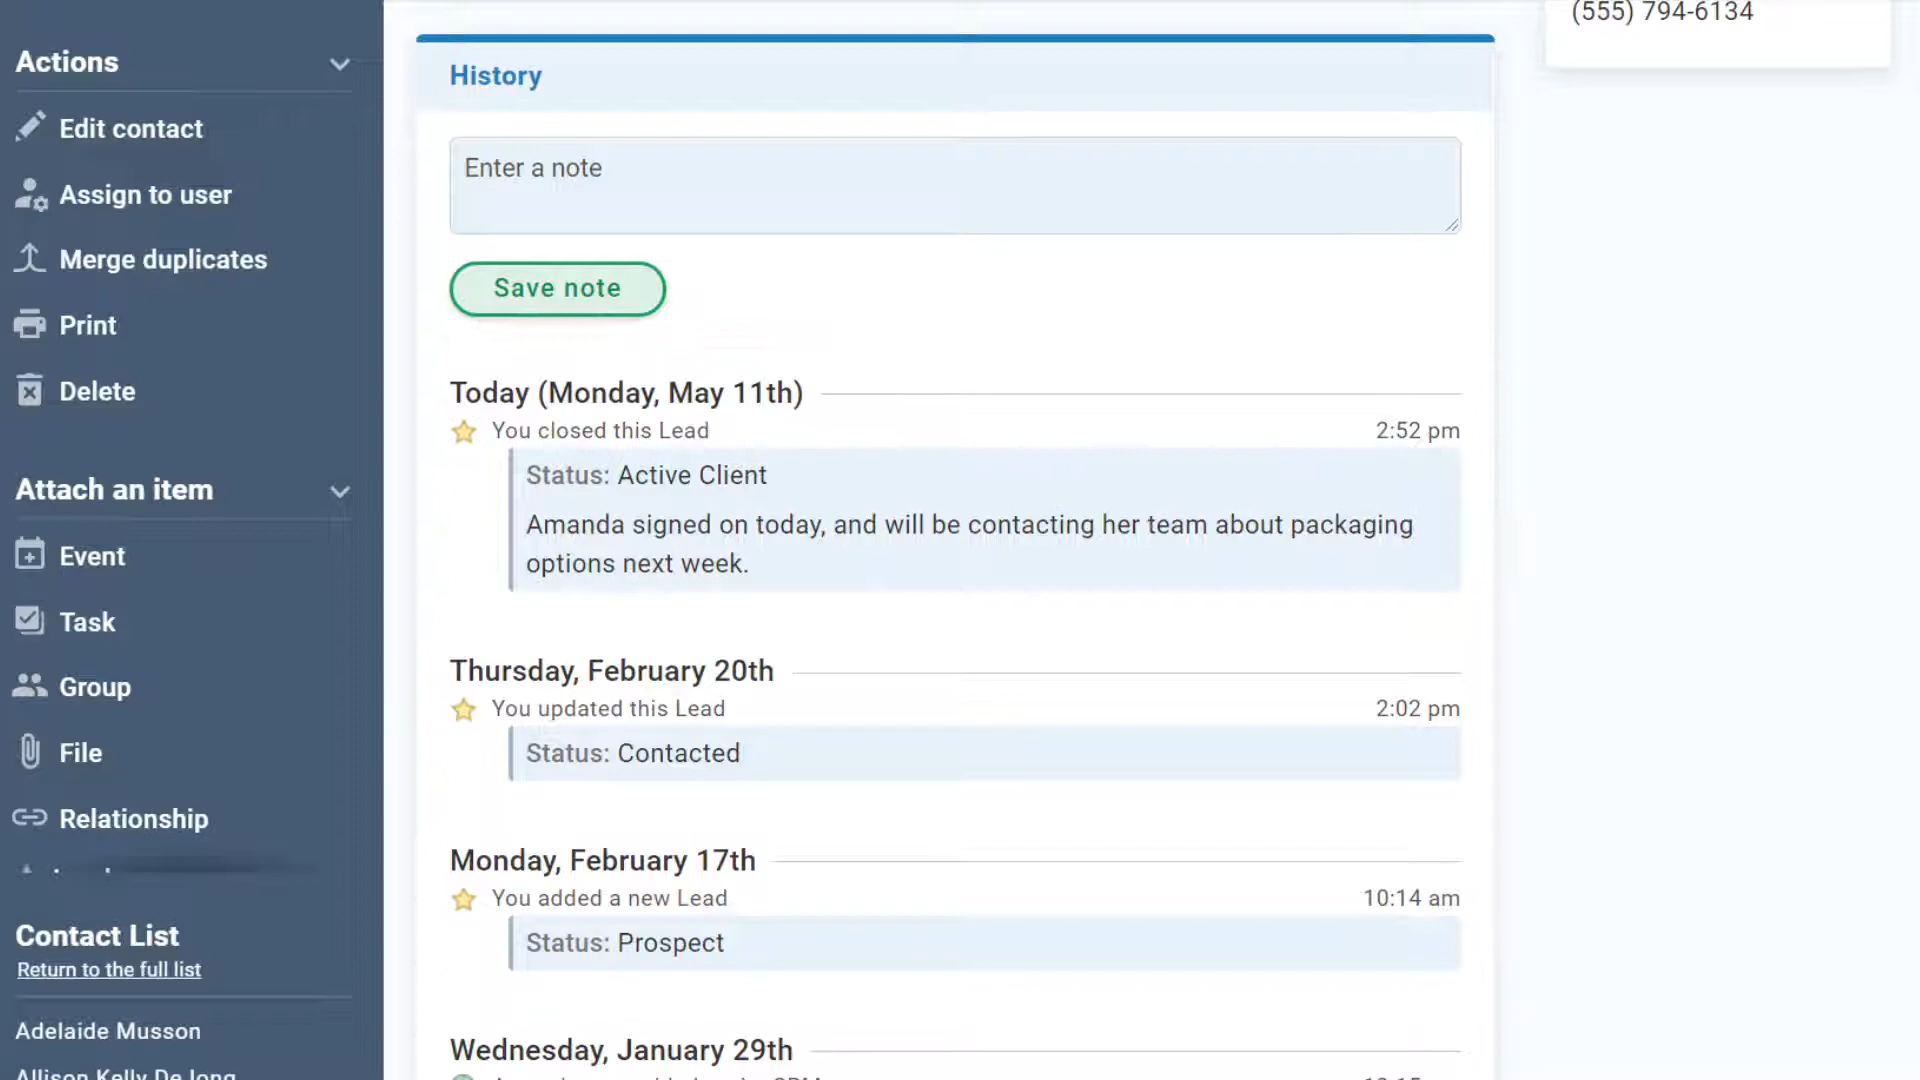 Actions
Edit contact
Assign to user
Merge duplicates
Print
Delete
Attach an item
Event
Task
Group
File
Relationship
Contact List
Return to the full list
Adelaide Musson
Allison Kelly DeJong
(555) 794-6134
History
Enter a note
Save note
Today (Monday, May 11th)
You closed this Lead
2:52 pm
Status: Active Client
Amanda signed on today, and will be contacting her team about packaging
options next week.
Thursday, February 20th
You updated this Lead
2:02 pm
Status: Contacted
Monday, February 17th
You added a new Lead
10:14 am
Status: Prospect
Wednesday, January 29th